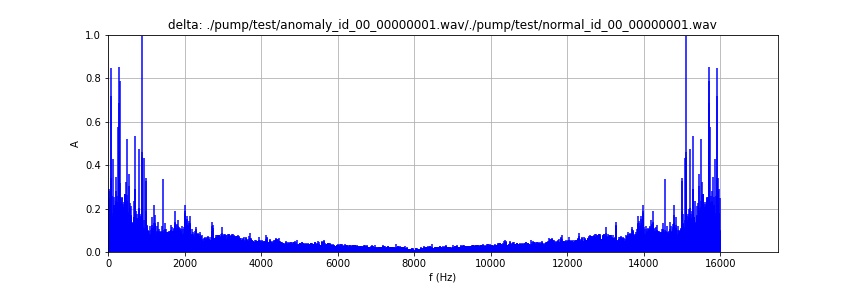 delta: ./pump/test/anomaly_id_00_00000001.wav/./pump/test/normal_id_00_00000001.wav
1.0
0.8
0.6
0.4
0.2
0.0
A
0 2000 4000 6000 8000 10000 12000 14000 16000
f (Hz)